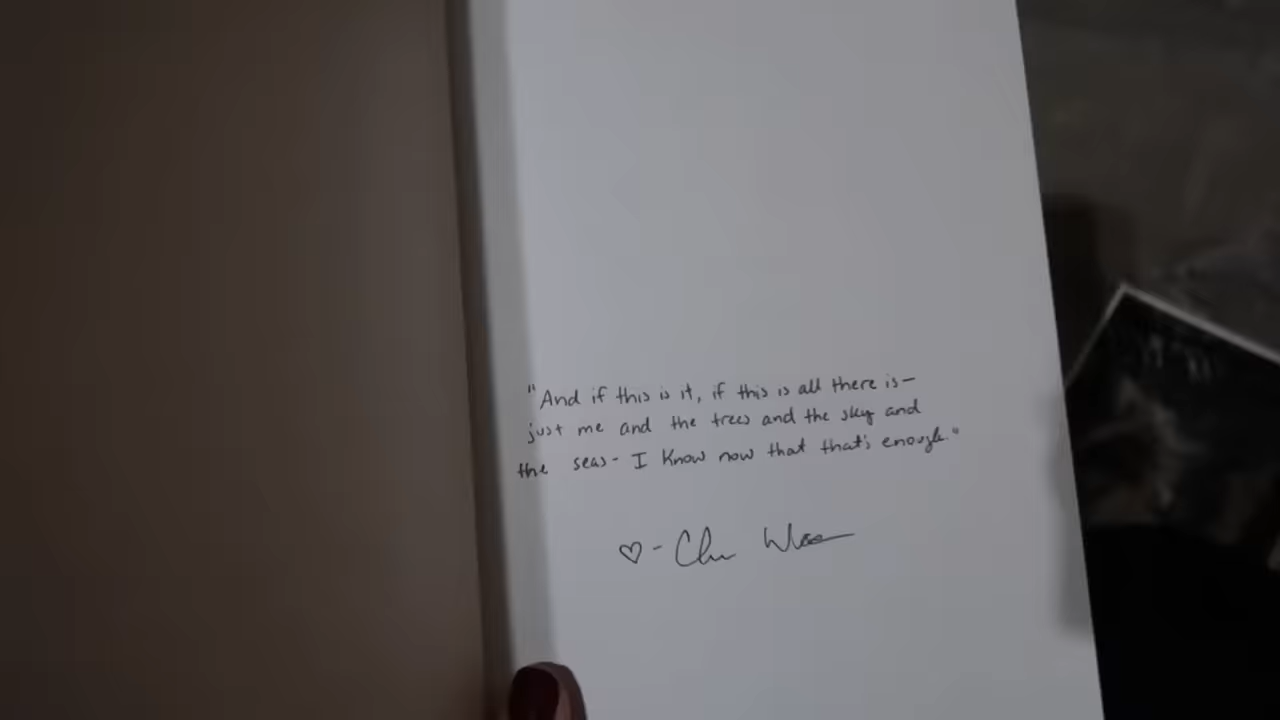 "And if this is it, if this is all there is—
just me and the trees and the sky and
the seas- I know now that that's enough."
♡-